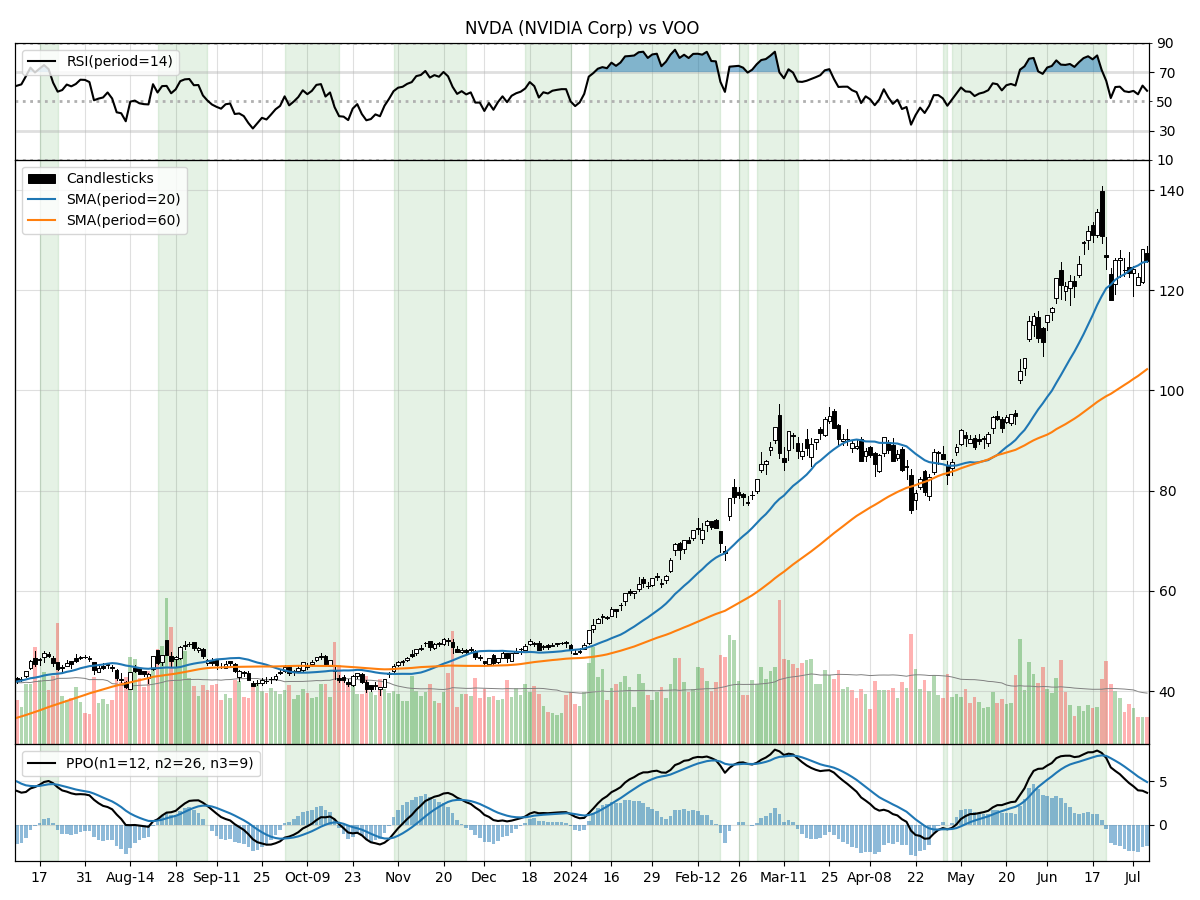 NVDA (NVIDIA Corp) vs VOO
RSI(period=14)
90
70
50
30
10
Candlesticks
SMA(period=20)
SMA(period=60)
140
120
100
80
60
40
PPO(n1=12, n2=26, n3=9)
5
0
17 31 Aug-14 28 Sep-11 25 Oct-09 23 Nov 20 Dec 18 2024 16 29 Feb-12 26 Mar-11 25 Apr-08 22 May 20 Jun 17 Jul